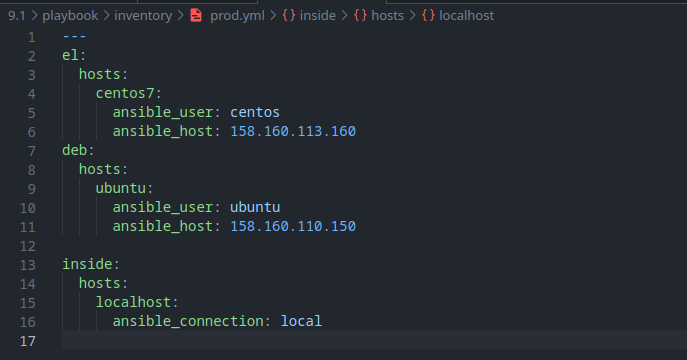 9.1 > playbook > inventory > prod.yml > {} inside > {} hosts > {} localhost
1 ---
2 el:
3   hosts:
4     centos7:
5       ansible_user: centos
6       ansible_host: 158.160.113.160
7 deb:
8   hosts:
9     ubuntu:
10       ansible_user: ubuntu
11       ansible_host: 158.160.110.150
12
13 inside:
14   hosts:
15     localhost:
16       ansible_connection: local
17